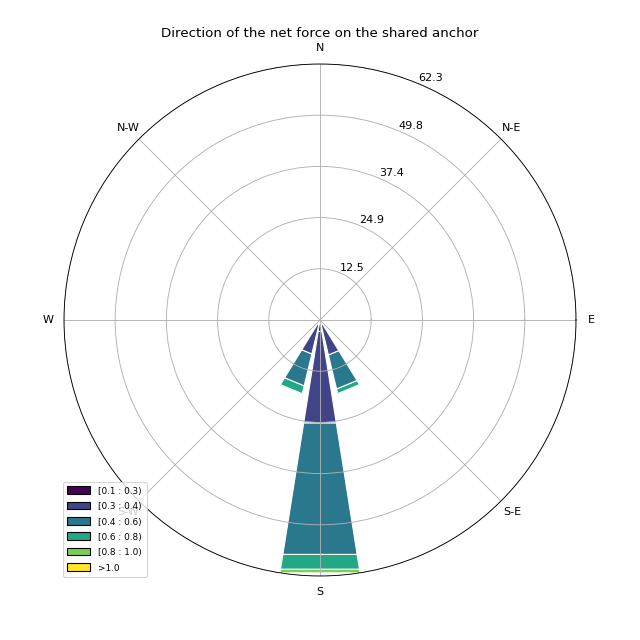 Direction of the net force on the shared anchor
N
62.3
N-W
49.8
N-E
37.4
24.9
12.5
W
E
[0.1 : 0.3)
[0.3 : 0.4)
S-W
S-E
[0.4 : 0.6)
[0.6 : 0.8)
[0.8 : 1.0)
>1.0
S